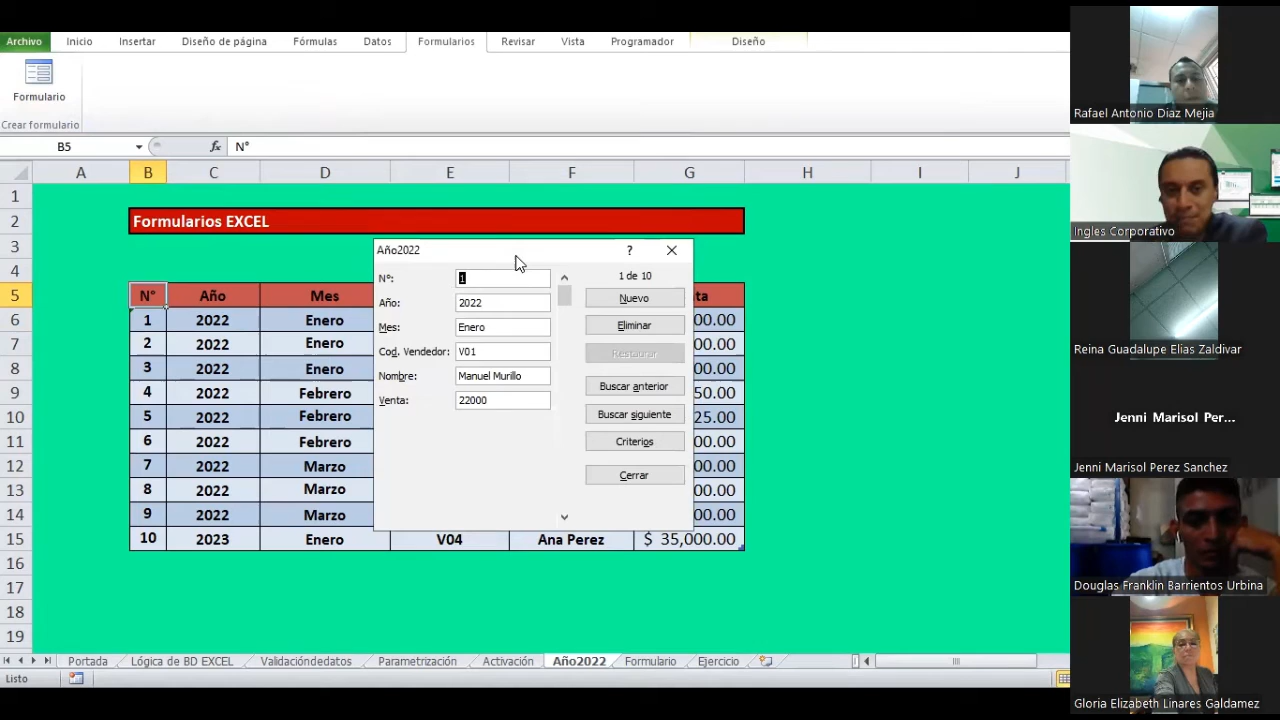 Archivo Inicio Insertar Diseño de página Fórmulas Datos Formularios Revisar Vista Programador Diseño
Formulario
Crear formulario
B5 fx N°
A B C D E F G H I J
1
2 Formularios EXCEL
3
4
5 N° Año Mes ta
6 1 2022 Enero 00.00
7 2 2022 Enero 00.00
8 3 2022 Enero 00.00
9 4 2022 Febrero 50.00
10 5 2022 Febrero 25.00
11 6 2022 Febrero 00.00
12 7 2022 Marzo 00.00
13 8 2022 Marzo 00.00
14 9 2022 Marzo 00.00
15 10 2023 Enero V04 Ana Perez $ 35,000.00
16
17
18
19
Año2022 ?
N°: 1 1 de 10
Año: 2022 Nuevo
Mes: Enero Eliminar
Cod. Vendedor: V01 Restaurar
Nombre: Manuel Murillo Buscar anterior
Venta: 22000 Buscar siguiente
Criterios
Cerrar
Portada Lógica de BD EXCEL Validacióndedatos Parametrización Activación Año2022 Formulario Ejercicio
Listo
Rafael Antonio Diaz Mejia
Ingles Corporativo
Reina Guadalupe Elias Zaldivar
Jenni Marisol Per...
Jenni Marisol Perez Sanchez
Douglas Franklin Barrientos Urbina
Gloria Elizabeth Linares Galdamez